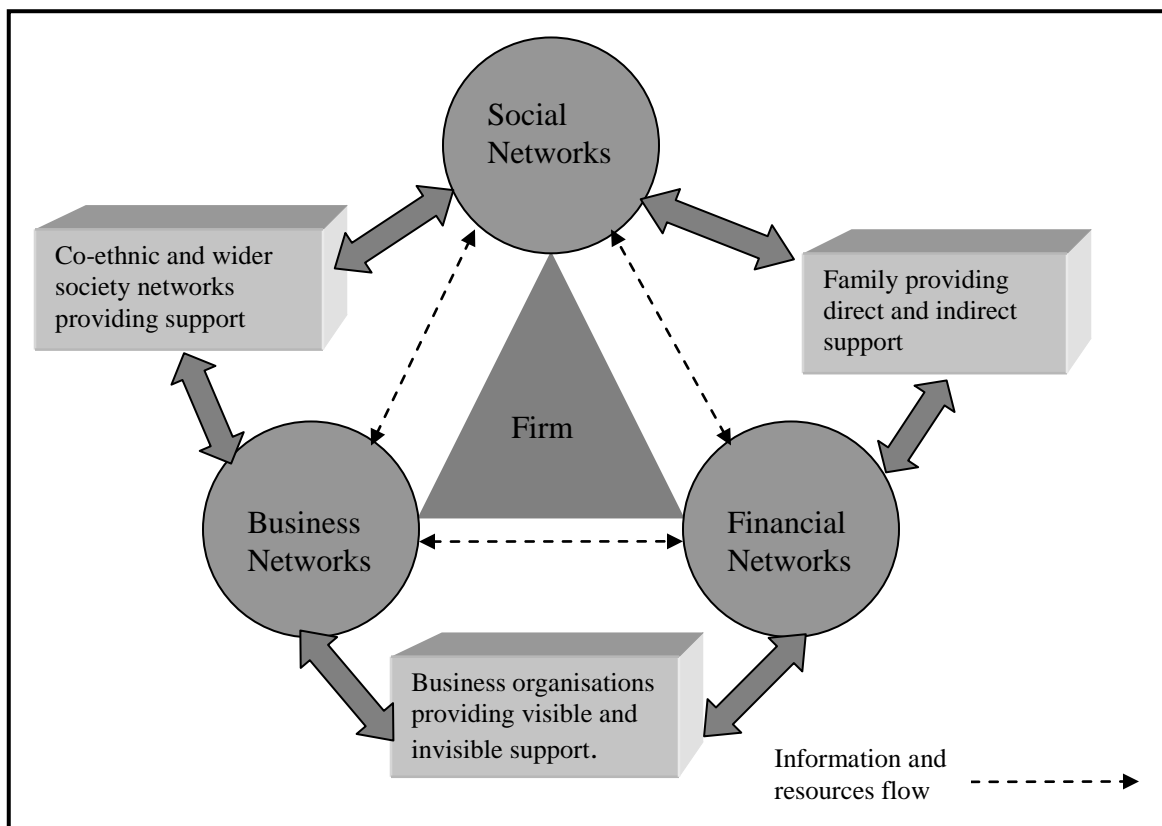 Social
Networks
Co-ethnic and wider
society networks
providing support
Family providing
direct and indirect
support
Firm
Business
Networks
Financial
Networks
Business organisations
providing visible and
invisible support.
Information and
resources flow